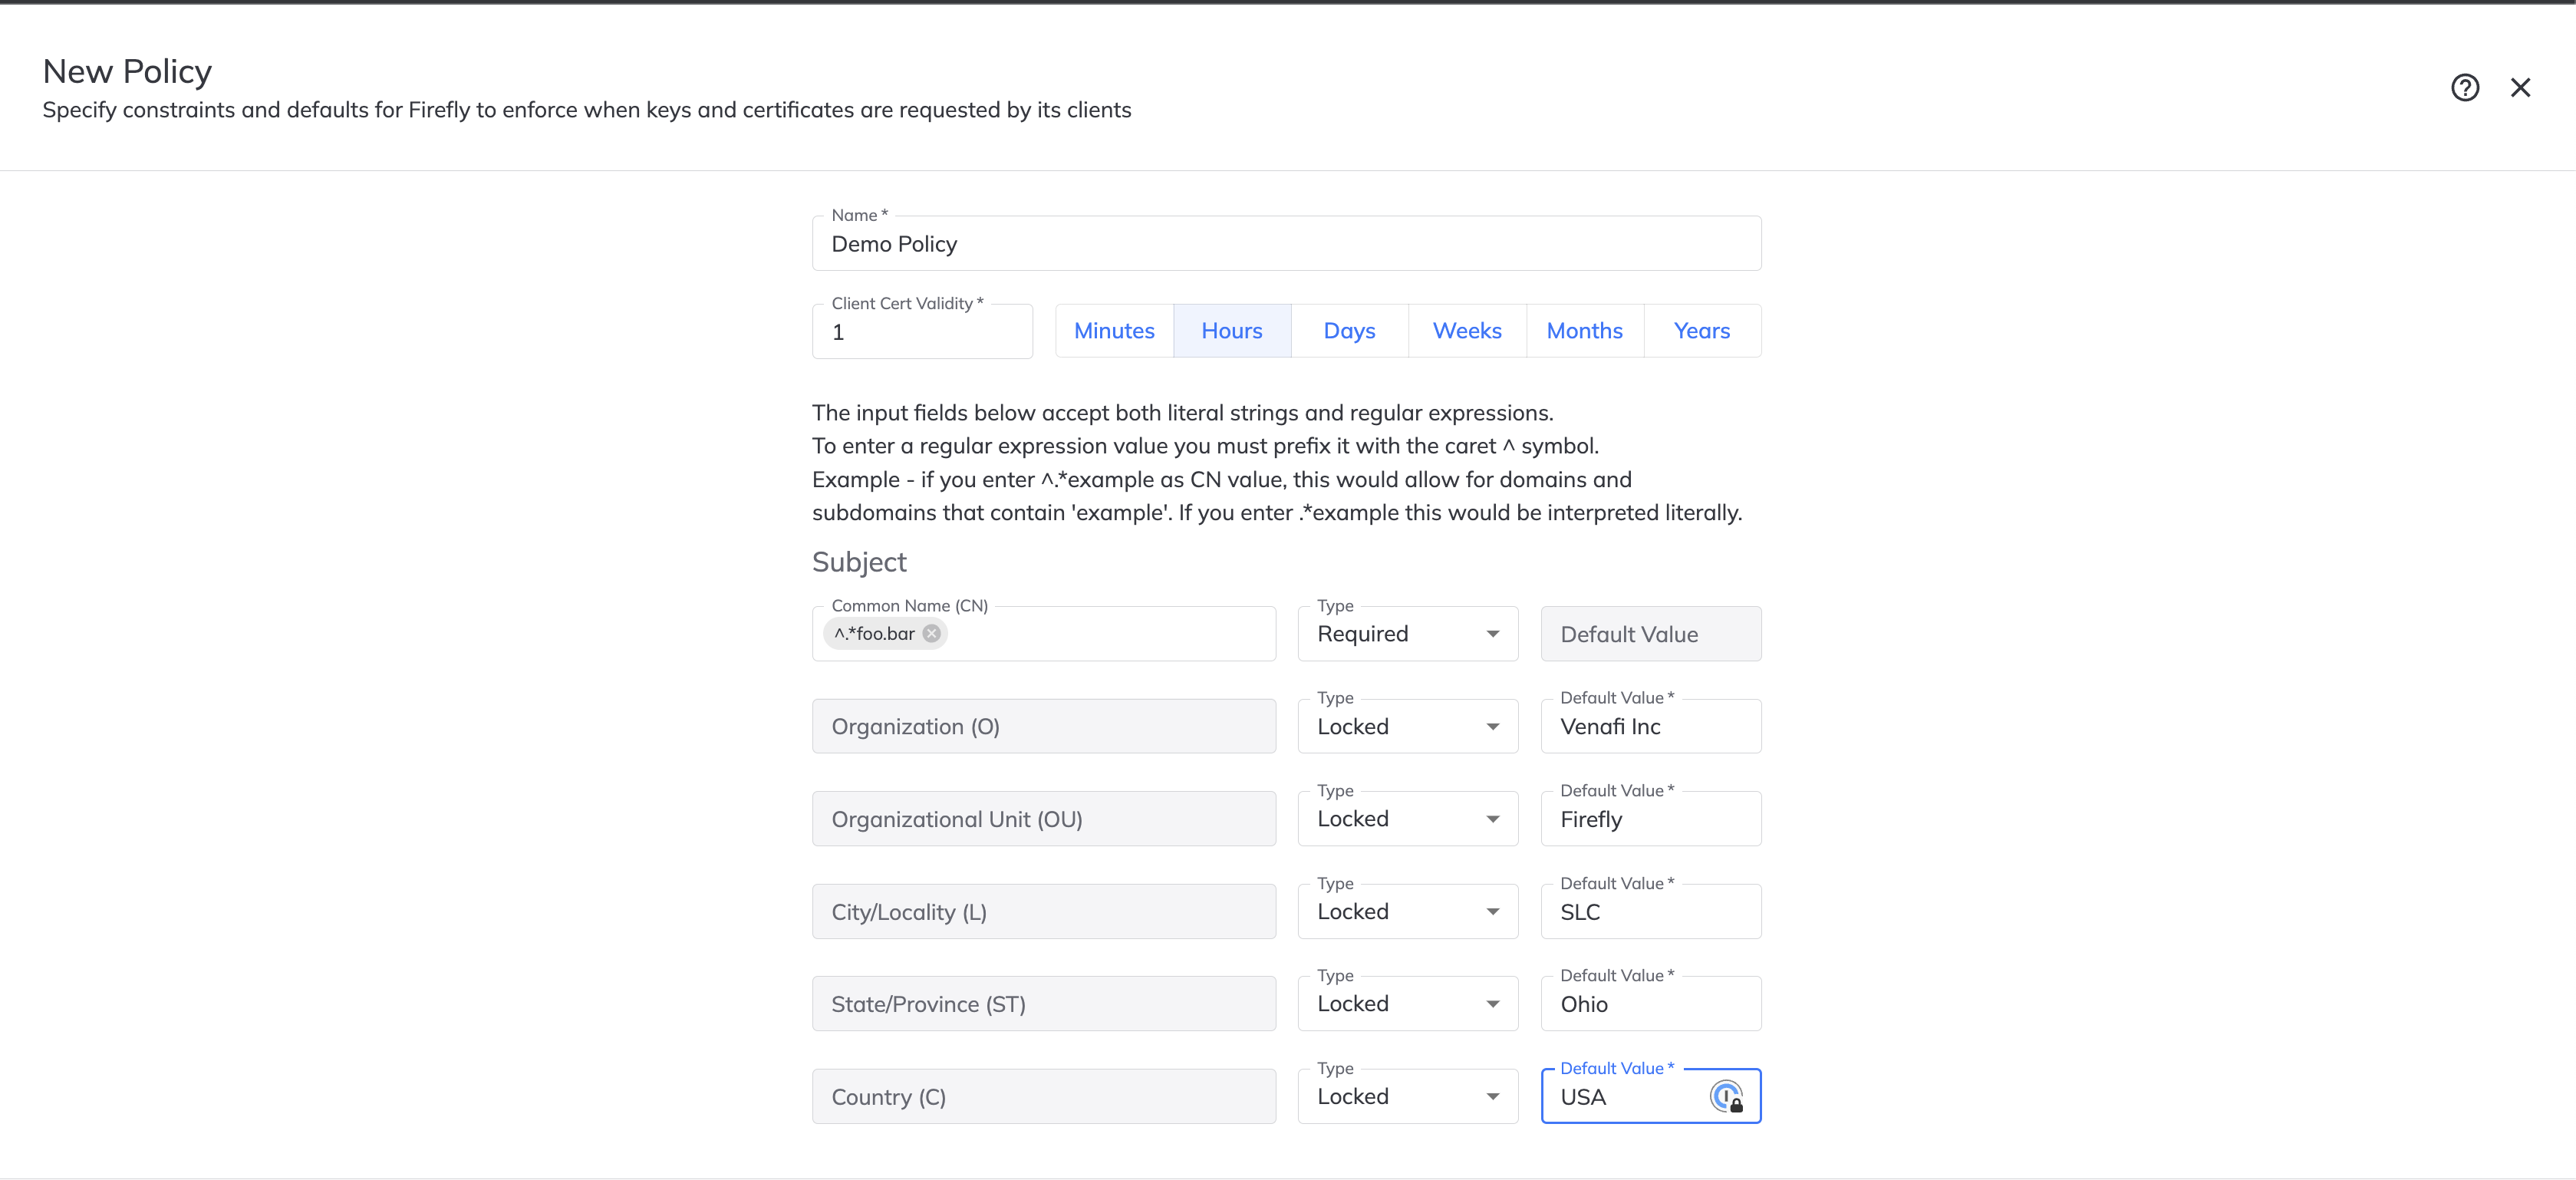 New Policy
Specify constraints and defaults for Firefly to enforce when keys and certificates are requested by its clients
Name *
Demo Policy
Client Cert Validity *
1
Minutes Hours Days Weeks Months Years
The input fields below accept both literal strings and regular expressions.
To enter a regular expression value you must prefix it with the caret ^ symbol.
Example - if you enter ^.*example as CN value, this would allow for domains and
subdomains that contain 'example'. If you enter .*example this would be interpreted literally.
Subject
Common Name (CN) Type
^.*foo.bar Required Default Value
Type Default Value *
Organization (O) Locked Venafi Inc
Type Default Value *
Organizational Unit (OU) Locked Firefly
Type Default Value *
City/Locality (L) Locked SLC
Type Default Value *
State/Province (ST) Locked Ohio
Type Default Value *
Country (C) Locked USA